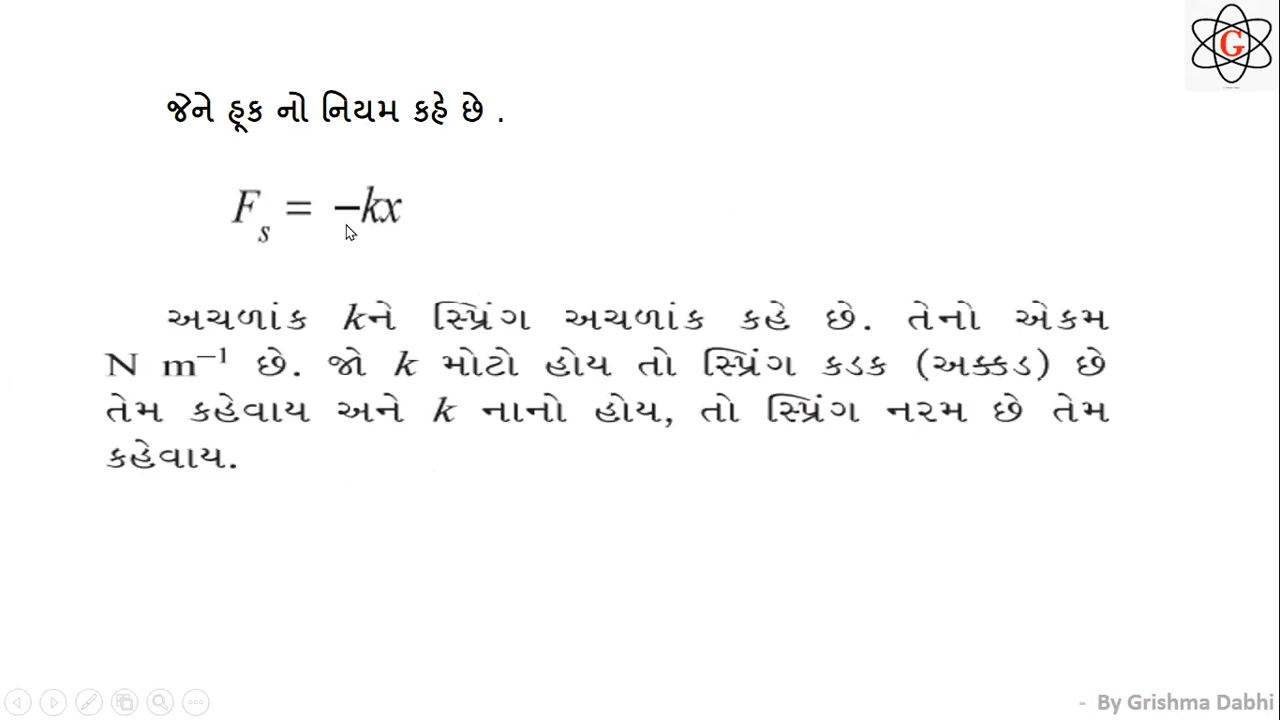 G
જેને હૂક નો નિયમ કહે છે .
F_s = −kx
અચળાંક kને સ્પ્રિંગ અચળાંક કહે છે. તેનો એકમ
N m⁻¹ છે. જો k મોટો હોય તો સ્પ્રિંગ કડક (અક્કડ) છે
તેમ કહેવાય અને k નાનો હોય, તો સ્પ્રિંગ નરમ છે તેમ
કહેવાય.
- By Grishma Dabhi